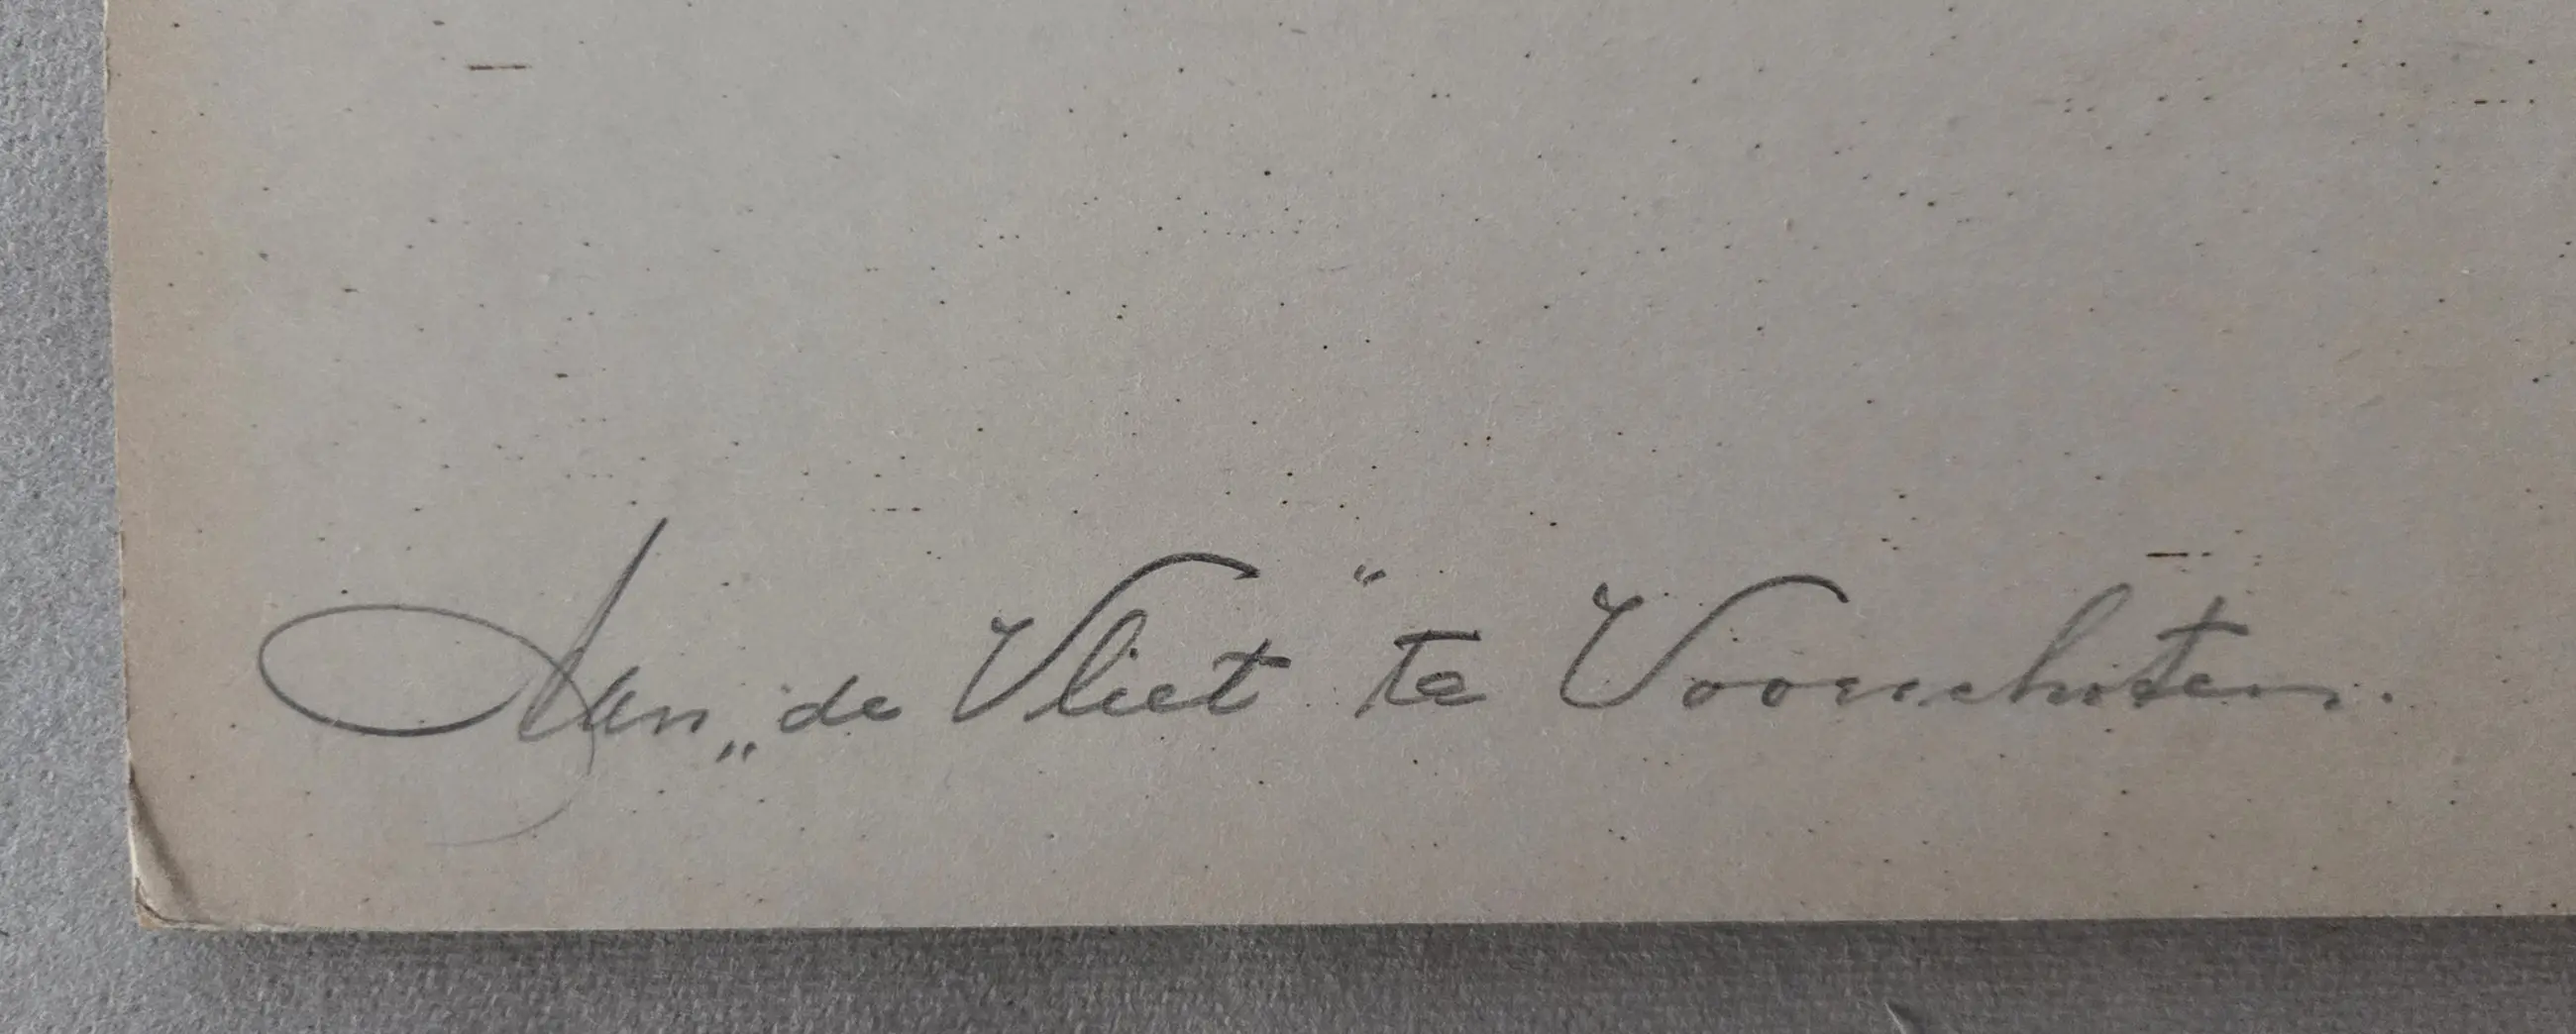 Aan „de Vliet" te Voorschoten.